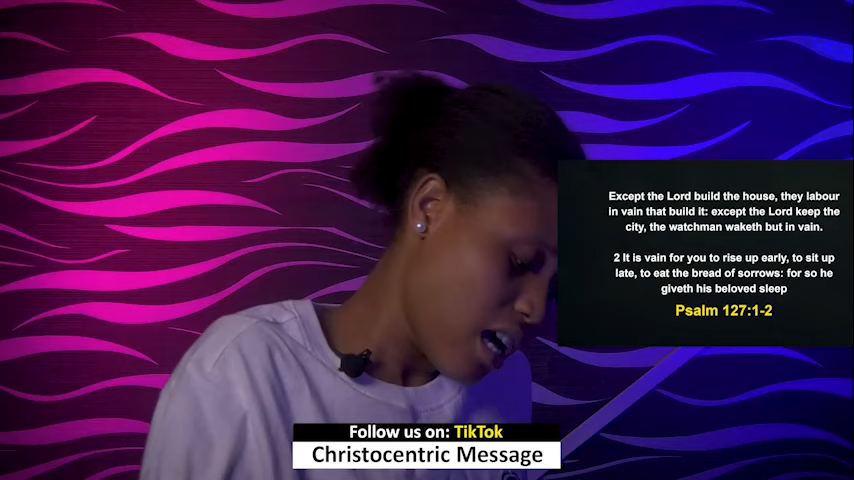 Except the Lord build the house, they labour
in vain that build it: except the Lord keep the
city, the watchman waketh but in vain.
2 It is vain for you to rise up early, to sit up
late, to eat the bread of sorrows: for so he
giveth his beloved sleep
Psalm 127:1-2
Follow us on: TikTok
Christocentric Message